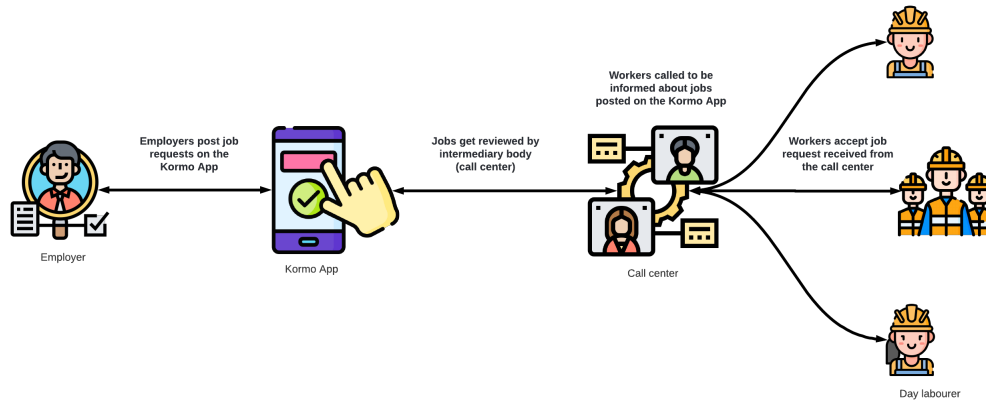 Employers post job
requests on the
Kormo App
Employer
Kormo App
Jobs get reviewed by
intermediary body
(call center)
Workers called to be
informed about jobs
posted on the Kormo App
Call center
Workers accept job
request received from
the call center
Day labourer